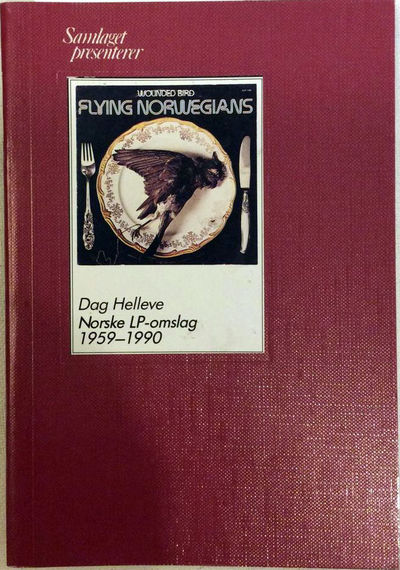 Samlaget
presenterer
WOUNDED BIRD
FLYING NORWEGIANS
Dag Helleve
Norske LP-omslag
1959–1990